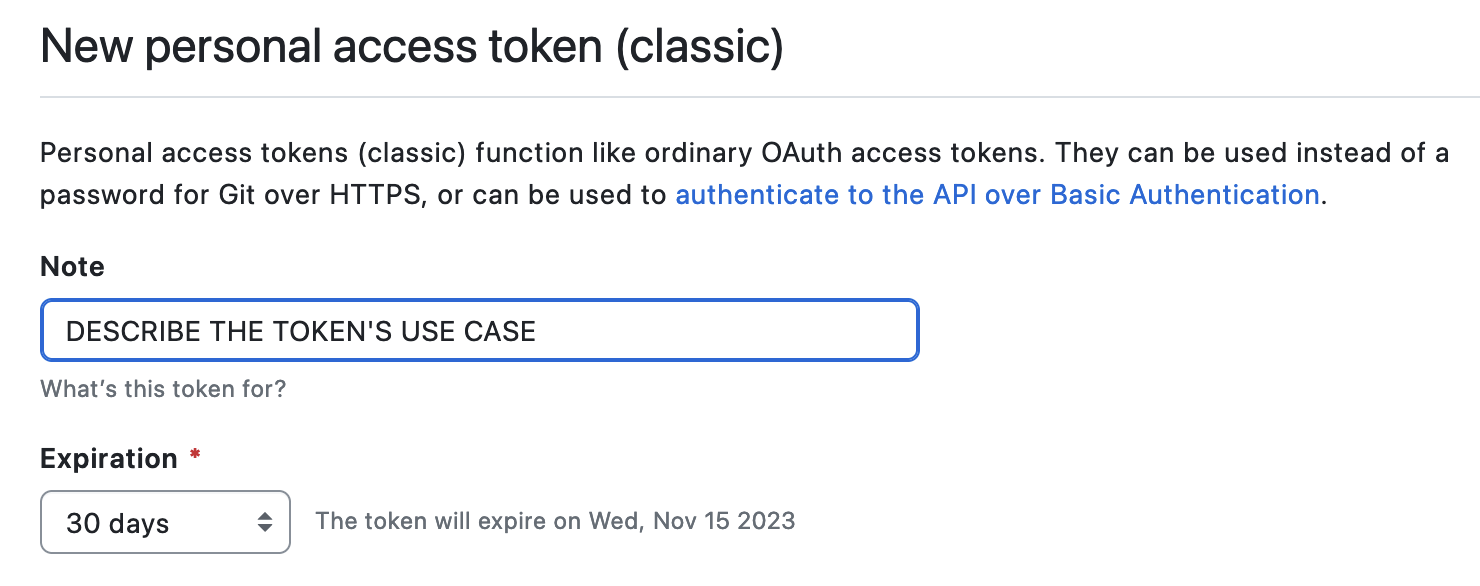 New personal access token (classic)
Personal access tokens (classic) function like ordinary OAuth access tokens. They can be used instead of a
password for Git over HTTPS, or can be used to authenticate to the API over Basic Authentication.
Note
DESCRIBE THE TOKEN'S USE CASE
What's this token for?
Expiration *
30 days The token will expire on Wed, Nov 15 2023